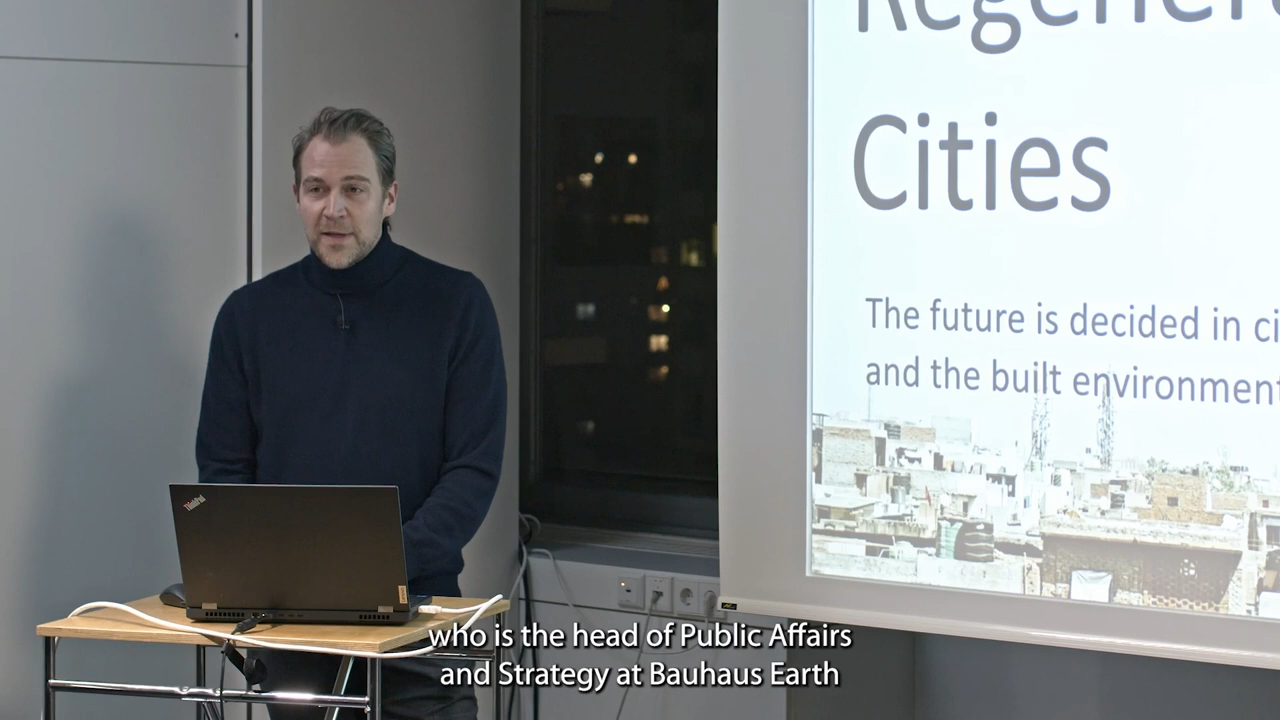 Regener
Cities
The future is decided in ci
and the built environment
ThinkPad
who is the head of Public Affairs
and Strategy at Bauhaus Earth